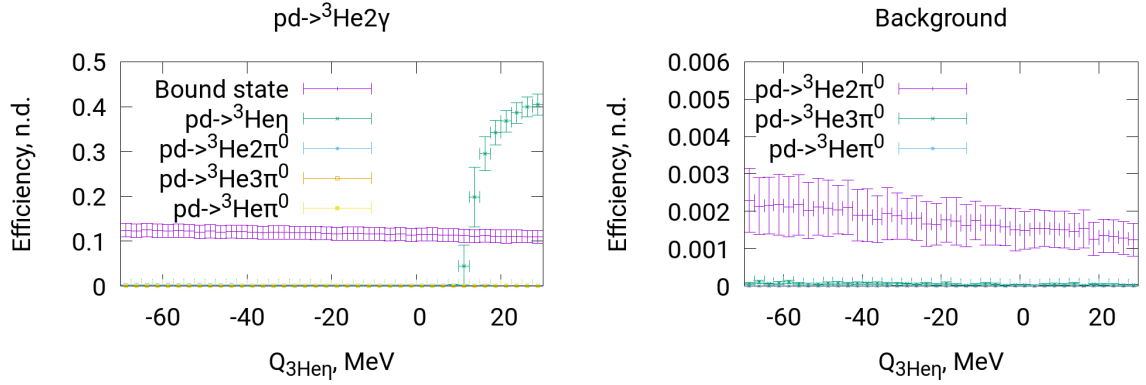 pd->³He2γ
Efficiency, n.d.
0.5
0.4
0.3
0.2
0.1
0
Bound state
pd->³Heη
pd->³He2π⁰
pd->³He3π⁰
pd->³Heπ⁰
-60 -40 -20 0 20
Q₃Heη, MeV
Background
Efficiency, n.d.
0.006
0.005
0.004
0.003
0.002
0.001
0
pd->³He2π⁰
pd->³He3π⁰
pd->³Heπ⁰
-60 -40 -20 0 20
Q₃Heη, MeV